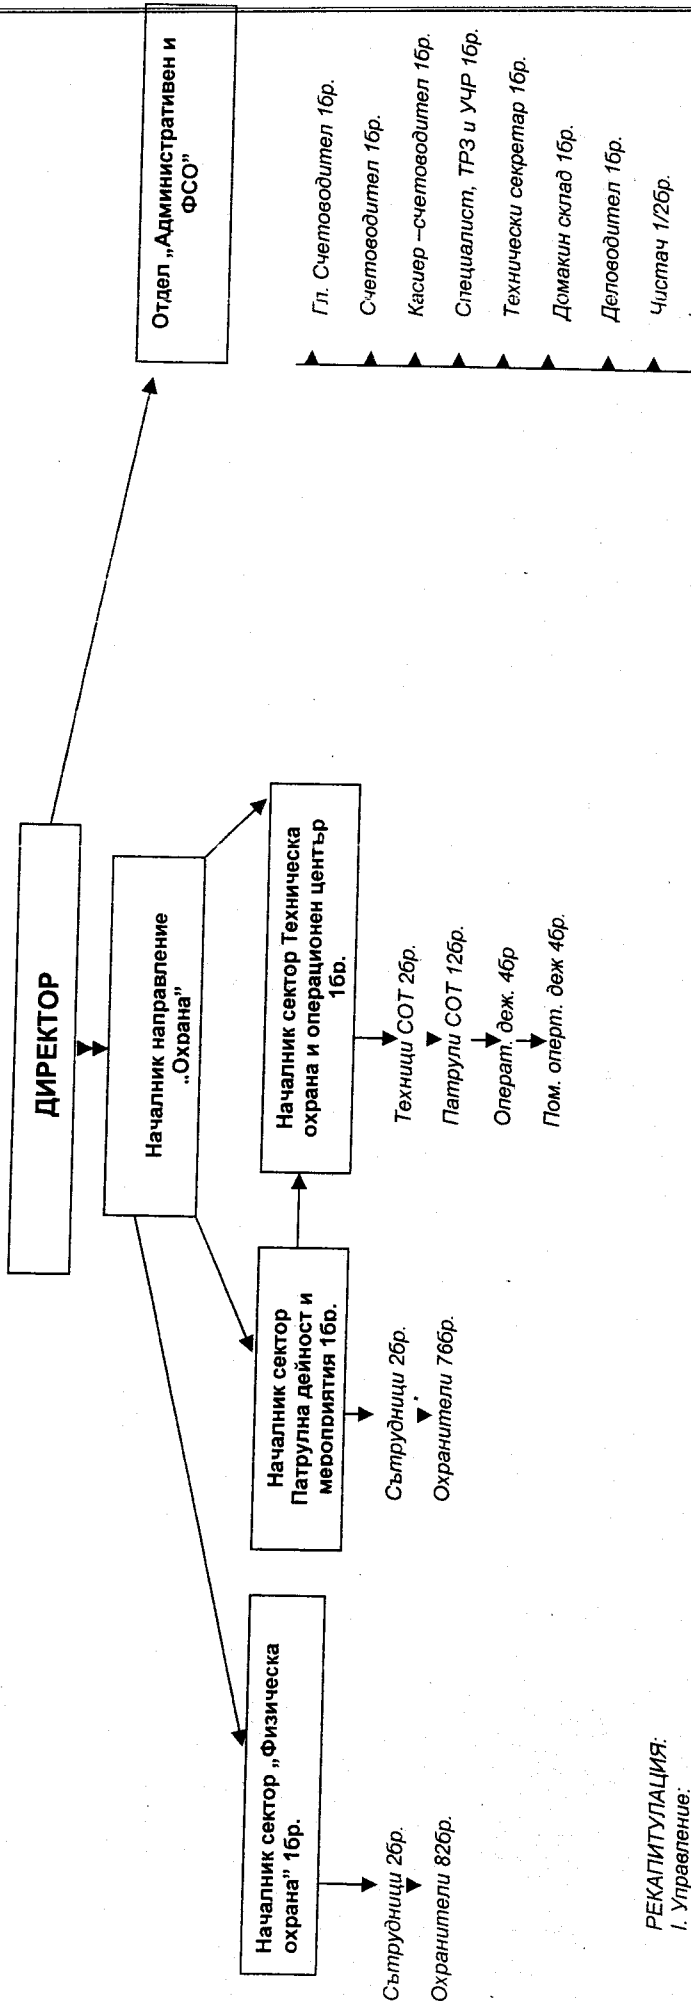 ДИРЕКТОР
Началник направление
„Охрана”
Отдел „Административен и
ФСО”
Началник сектор „Физическа
охрана” 1бр.
Сътрудници 2бр.
Охранители 82бр.
Началник сектор
Патрулна дейност и
мероприятия 1бр.
Сътрудници 2бр.
Охранители 76бр.
Началник сектор Техническа
охрана и операционен център
1бр.
Техници СОТ 2бр.
Патрули СОТ 12бр.
Операт. деж. 4бр
Пом. оперт. деж 4бр.
Гл. Счетоводител 1бр.
Счетоводител 1бр.
Касиер –счетоводител 1бр.
Специалист, ТРЗ и УЧР 1бр.
Технически секретар 1бр.
Домакин склад 1бр.
Деловодител 1бр.
Чистач 1/2бр.
РЕКАПИТУЛАЦИЯ:
I. Управление: